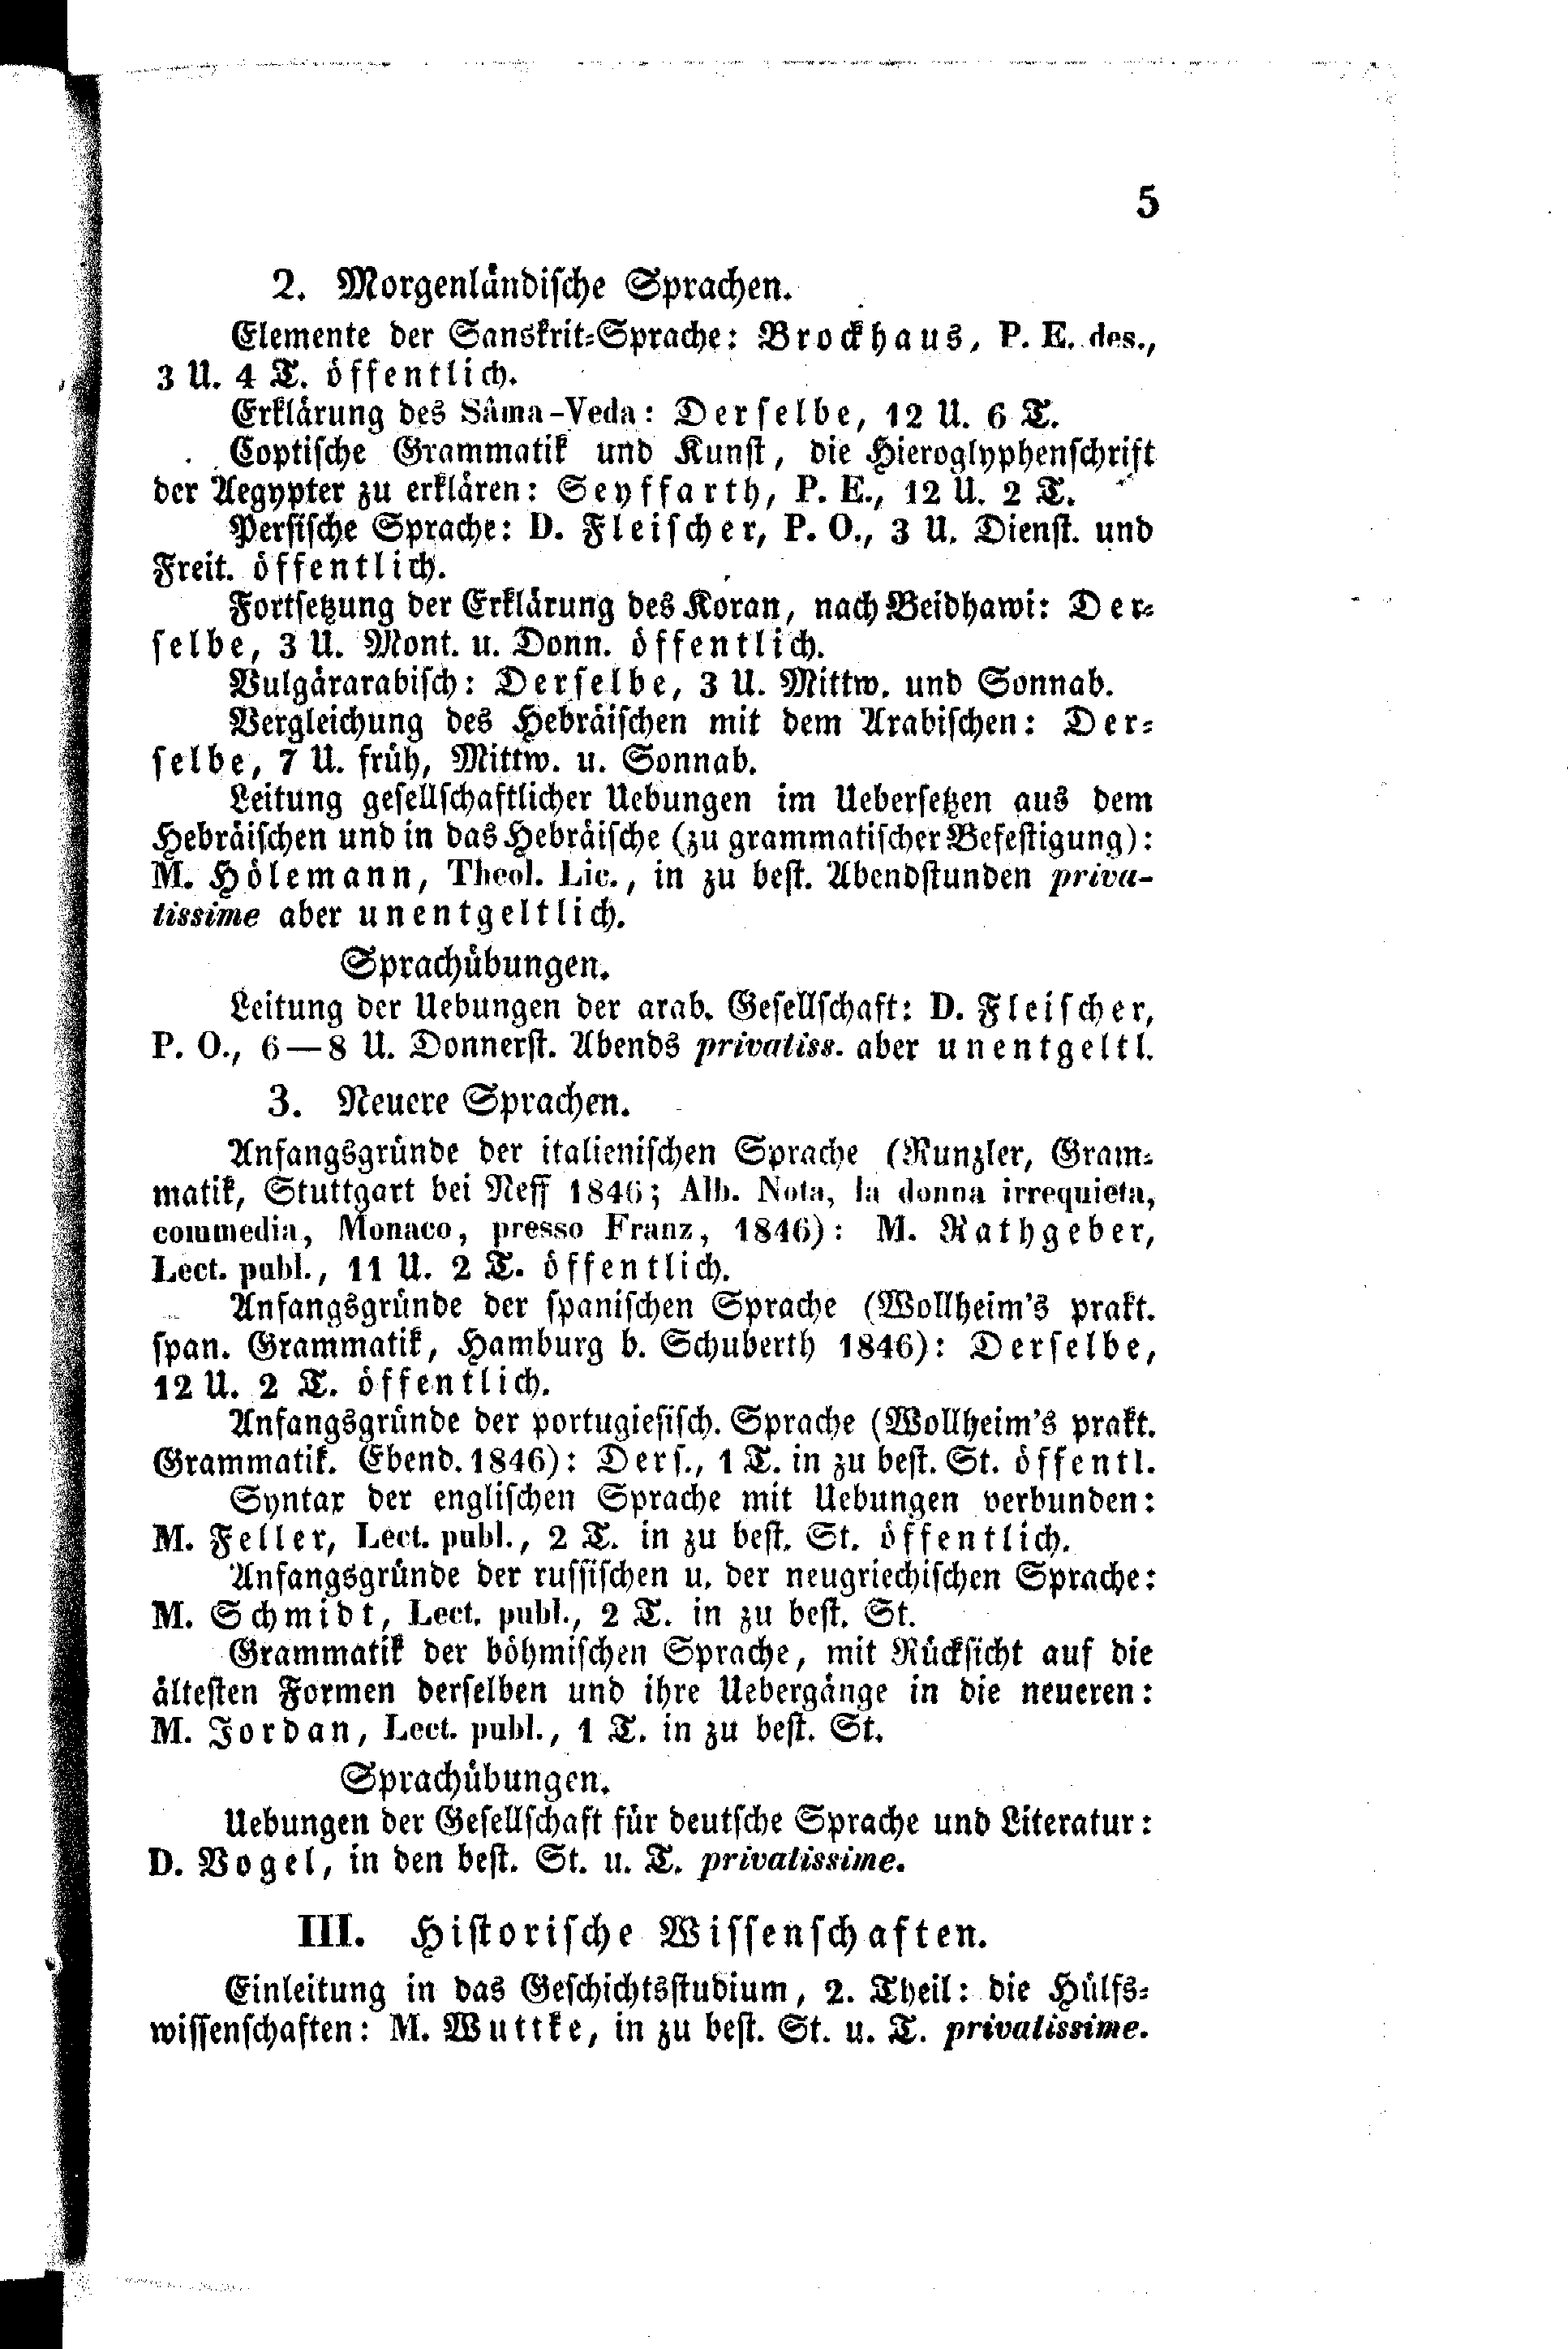 5
2. Morgenländische Sprachen.
Elemente der Sanskrit-Sprache: Brockhaus, P. E. des.,
3 U. 4 T. öffentlich.
Erklärung des Sâma-Veda: Derselbe, 12 U. 6 T.
Coptische Grammatik und Kunst, die Hieroglyphenschrift
der Aegypter zu erklären: Seyffarth, P. E., 12 U. 2 T.
Persische Sprache: D. Fleischer, P. O., 3 U. Dienst. und
Freit. öffentlich.
Fortsetzung der Erklärung des Koran, nach Beidhawi: Der-
selbe, 3 U. Mont. u. Donn. öffentlich.
Vulgärarabisch: Derselbe, 3 U. Mittw. und Sonnab.
Vergleichung des Hebräischen mit dem Arabischen: Der-
selbe, 7 U. früh, Mittw. u. Sonnab.
Leitung gesellschaftlicher Uebungen im Uebersetzen aus dem
Hebräischen und in das Hebräische (zu grammatischer Befestigung):
M. Hölemann, Theol. Lic., in zu best. Abendstunden priva-
tissime aber unentgeltlich.
Sprachübungen.
Leitung der Uebungen der arab. Gesellschaft: D. Fleischer,
P. O., 6—8 U. Donnerst. Abends privatiss. aber unentgeltl.
3. Neuere Sprachen.
Anfangsgründe der italienischen Sprache (Runzler, Gram-
matik, Stuttgart bei Neff 1846; Alb. Nota, la donna irrequieta,
commedia, Monaco, presso Franz, 1846): M. Rathgeber,
Lect. publ., 11 U. 2 T. öffentlich.
Anfangsgründe der spanischen Sprache (Wollheim's prakt.
span. Grammatik, Hamburg b. Schuberth 1846): Derselbe,
12 U. 2 T. öffentlich.
Anfangsgründe der portugiesisch. Sprache (Wollheim's prakt.
Grammatik. Ebend. 1846): Ders., 1 T. in zu best. St. öffentl.
Syntax der englischen Sprache mit Uebungen verbunden:
M. Feller, Lect. publ., 2 T. in zu best. St. öffentlich.
Anfangsgründe der russischen u. der neugriechischen Sprache:
M. Schmidt, Lect. publ., 2 T. in zu best. St.
Grammatik der böhmischen Sprache, mit Rücksicht auf die
ältesten Formen derselben und ihre Uebergänge in die neueren:
M. Jordan, Lect. publ., 1 T. in zu best. St.
Sprachübungen.
Uebungen der Gesellschaft für deutsche Sprache und Literatur:
D. Vogel, in den best. St. u. T. privatissime.
III. Historische Wissenschaften.
Einleitung in das Geschichtsstudium, 2. Theil: die Hülfs-
wissenschaften: M. Wuttke, in zu best. St. u. T. privatissime.